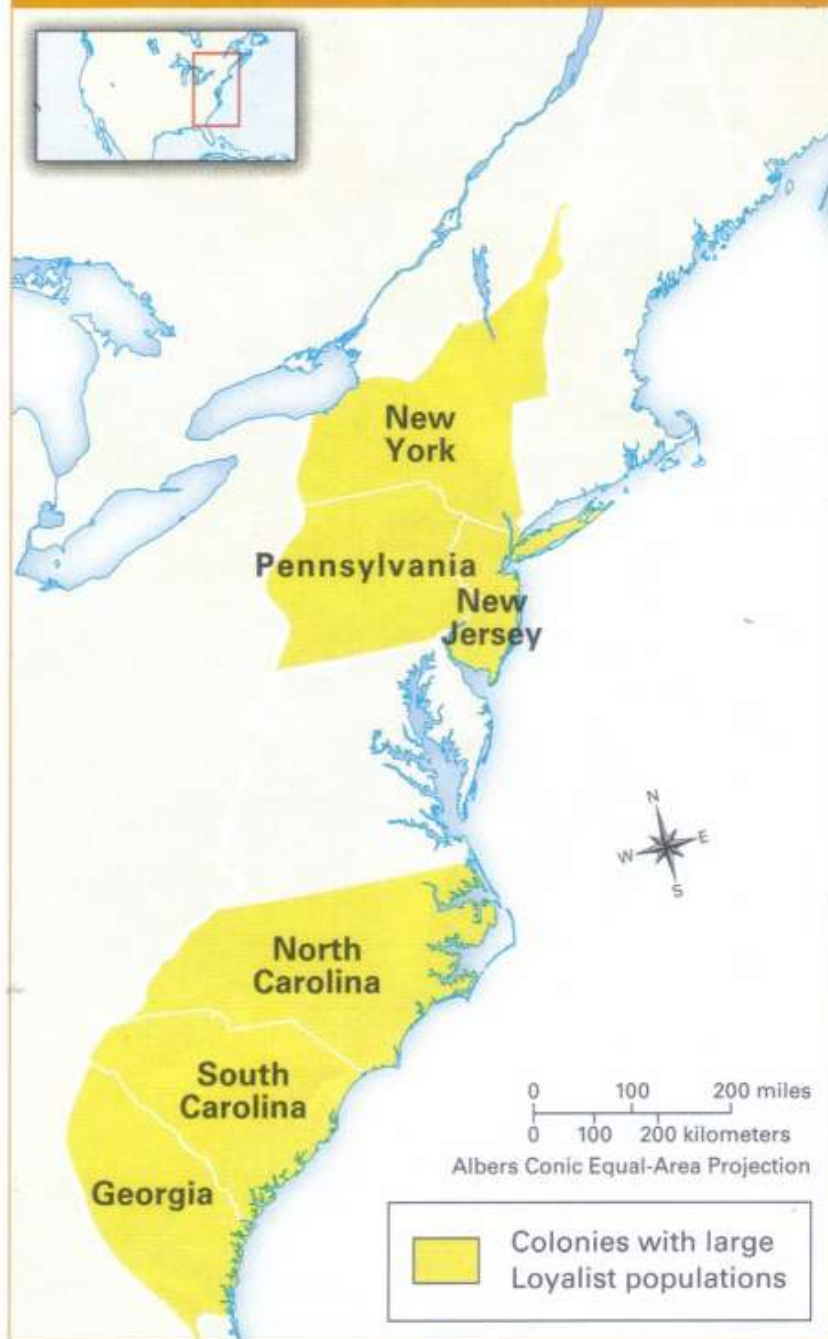 New
York
Pennsylvania
New
Jersey
N
W E
S
North
Carolina
South
Carolina
Georgia
0 100 200 miles
0 100 200 kilometers
Albers Conic Equal-Area Projection
Colonies with large
Loyalist populations